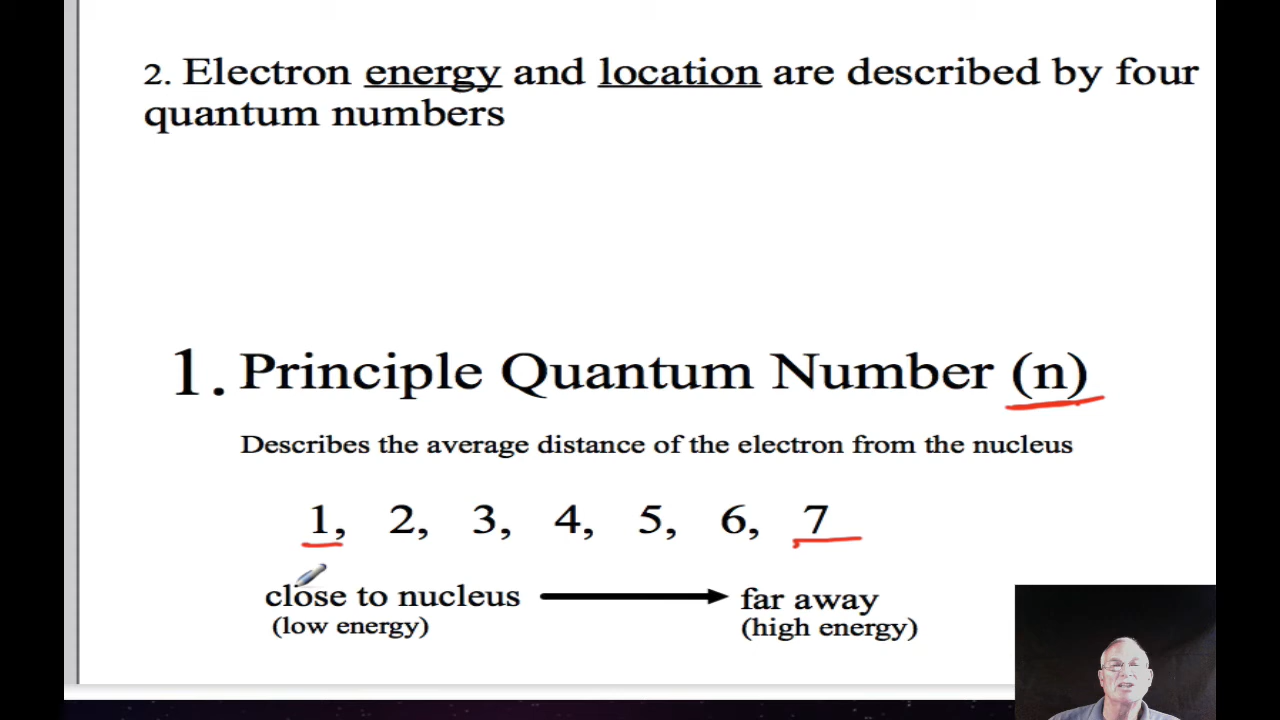 2. Electron energy and location are described by four
quantum numbers
1. Principle Quantum Number (n)
Describes the average distance of the electron from the nucleus
1, 2, 3, 4, 5, 6, 7
close to nucleus far away
(low energy) (high energy)